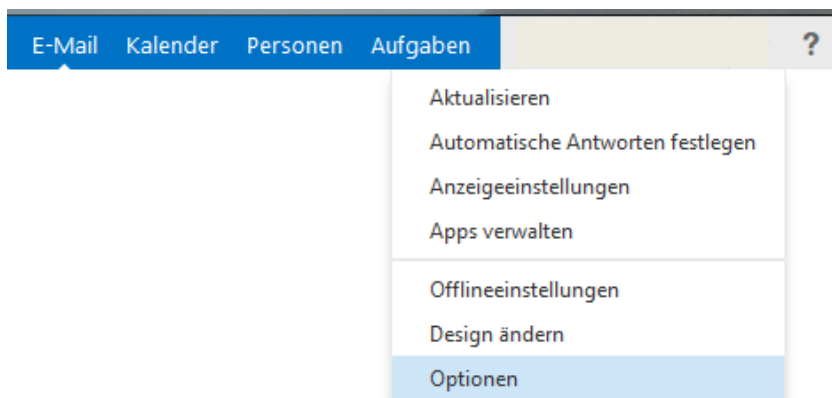 E-Mail Kalender Personen Aufgaben ?
Aktualisieren
Automatische Antworten festlegen
Anzeigeeinstellungen
Apps verwalten
Offlineeinstellungen
Design ändern
Optionen